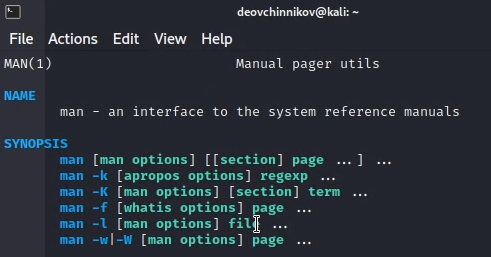 deovchinnikov@kali: ~
File Actions Edit View Help
MAN(1) Manual pager utils
NAME
man - an interface to the system reference manuals
SYNOPSIS
man [man options] [[section] page ...] ...
man -k [apropos options] regexp ...
man -K [man options] [section] term ...
man -f [whatis options] page ...
man -l [man options] file ...
man -w|-W [man options] page ...